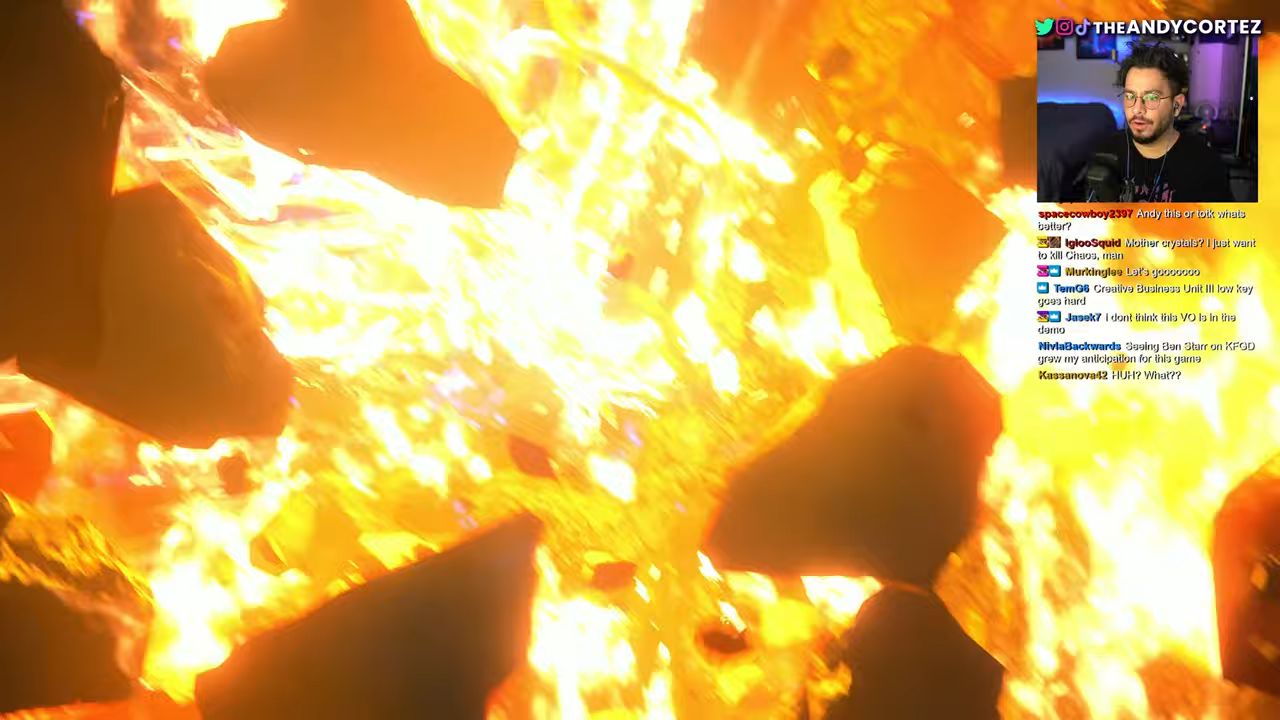 THEANDYCORTEZ
spacecowboy2397 Andy this or totk whats
better?
IglooSquid Mother crystals? I just want
to kill Chaos, man
Murkinglee Let's gooooooo
TemG6 Creative Business Unit III low key
goes hard
Jasek7 I dont think this VO is in the
demo
NivlaBackwards Seeing Ben Starr on KFGD
grew my anticipation for this game
Kassanova42 HUH? What??